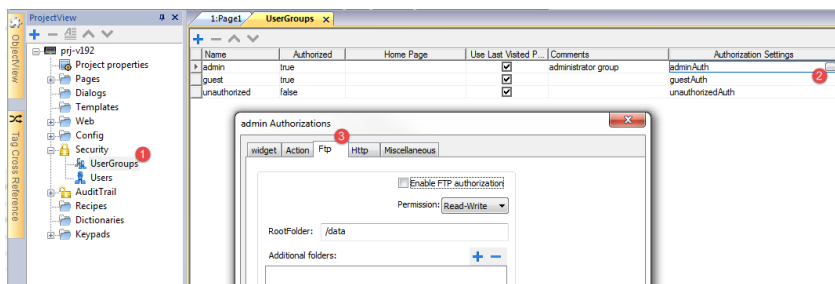 ProjectView
1:Page1
UserGroups
ObjectView
Tag Cross Reference
prj-v192
Project properties
Pages
Dialogs
Templates
Web
Config
Security
UserGroups
1
Users
AuditTrail
Recipes
Dictionaries
Keypads
Name Authorized Home Page Use Last Visited P... Comments Authorization Settings
admin true administrator group adminAuth
guest true guestAuth
2
unauthorized false unauthorizedAuth
admin Authorizations
3
widget Action Ftp Http Miscellaneous
Enable FTP authorization
Permission: Read-Write
RootFolder: /data
Additional folders: